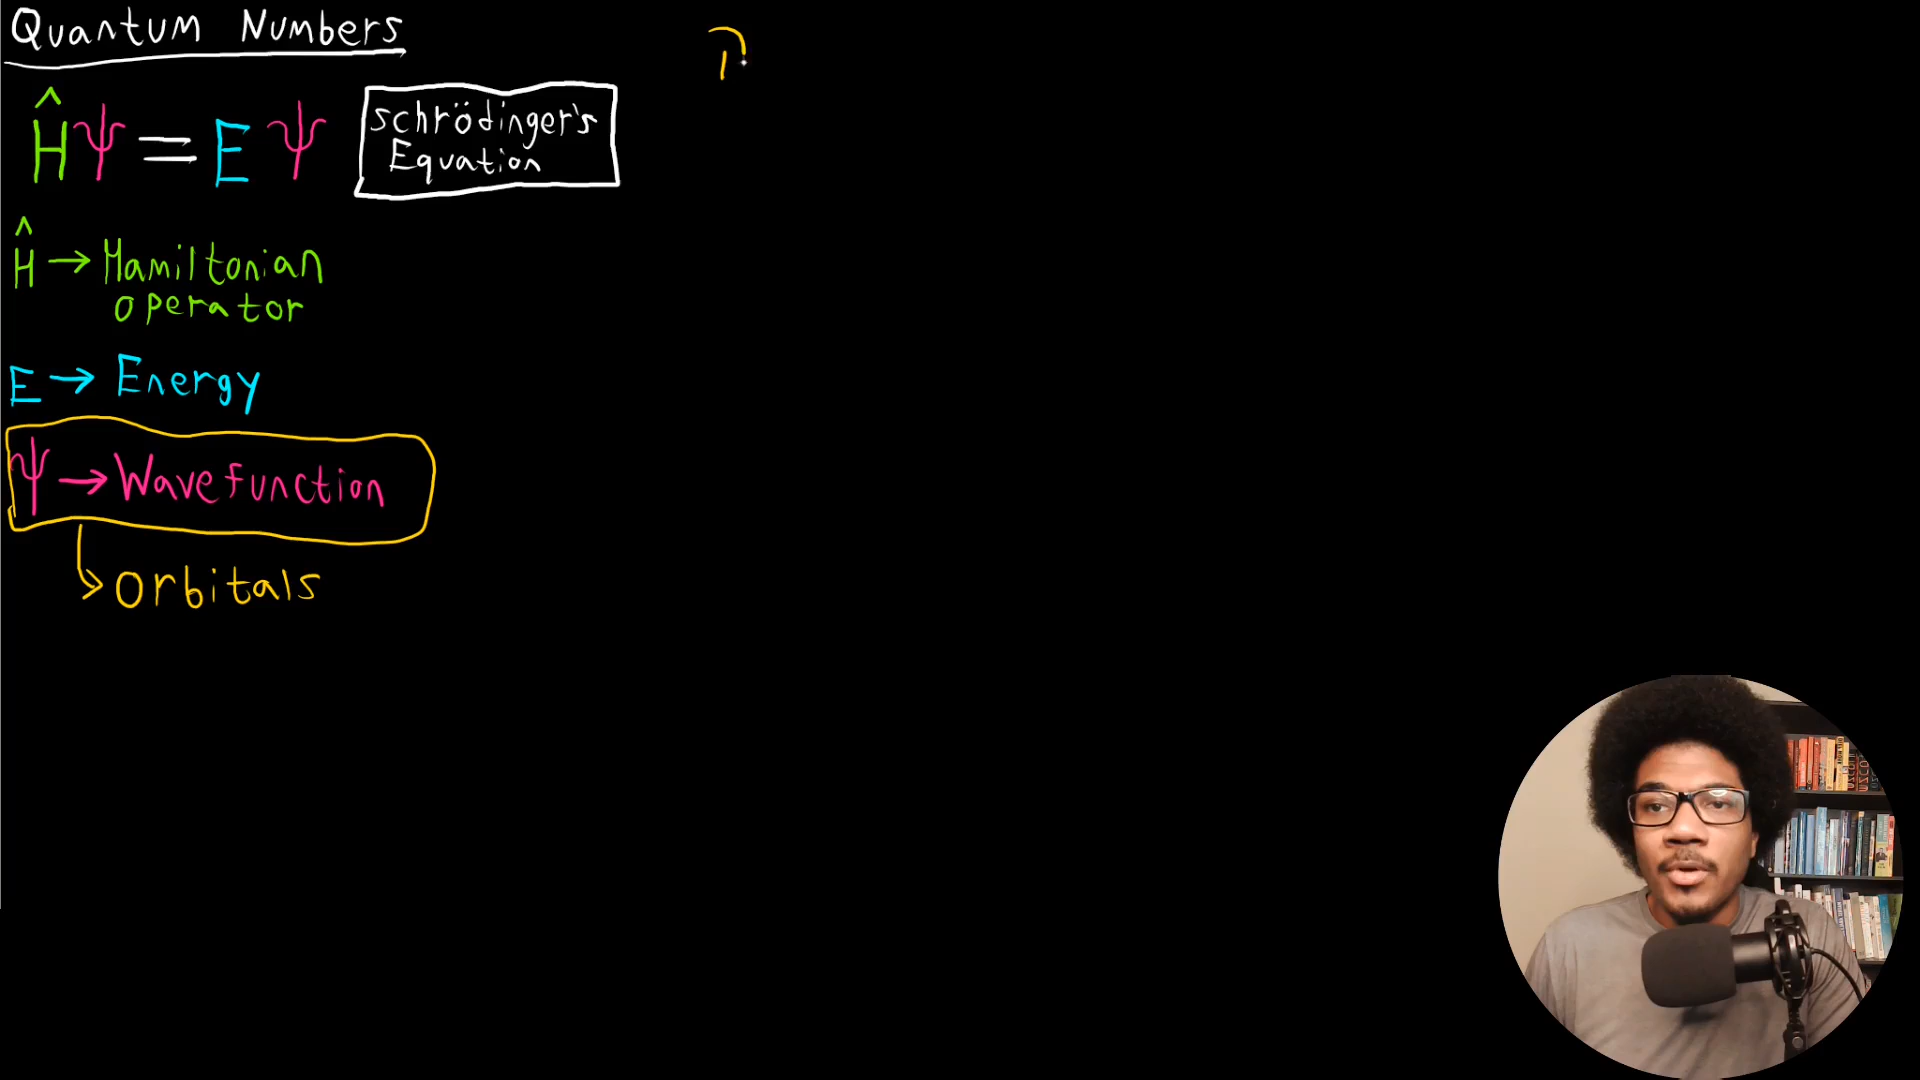 Quantum Numbers
ĤΨ = EΨ
Schrödinger's
Equation
Ĥ → Hamiltonian
operator
E → Energy
Ψ → Wavefunction
Orbitals